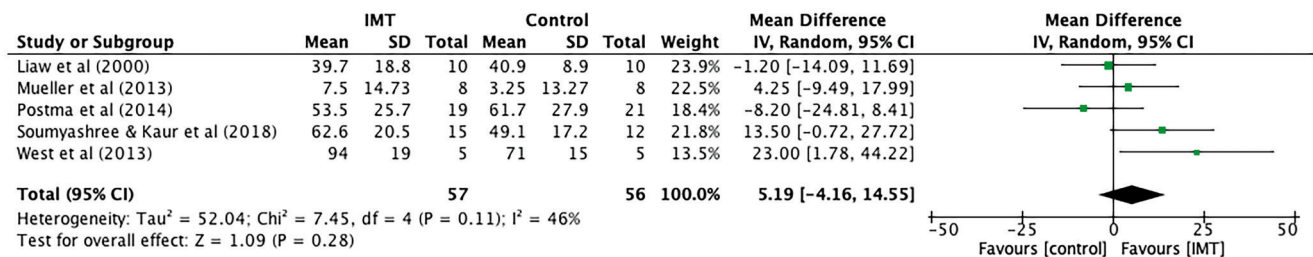 IMT Control Mean Difference Mean Difference
Study or Subgroup Mean SD Total Mean SD Total Weight IV, Random, 95% CI IV, Random, 95% CI
Liaw et al (2000) 39.7 18.8 10 40.9 8.9 10 23.9% -1.20 [-14.09, 11.69]
Mueller et al (2013) 7.5 14.73 8 3.25 13.27 8 22.5% 4.25 [-9.49, 17.99]
Postma et al (2014) 53.5 25.7 19 61.7 27.9 21 18.4% -8.20 [-24.81, 8.41]
Soumyashree & Kaur et al (2018) 62.6 20.5 15 49.1 17.2 12 21.8% 13.50 [-0.72, 27.72]
West et al (2013) 94 19 5 71 15 5 13.5% 23.00 [1.78, 44.22]
Total (95% CI) 57 56 100.0% 5.19 [-4.16, 14.55]
Heterogeneity: Tau² = 52.04; Chi² = 7.45, df = 4 (P = 0.11); I² = 46%
Test for overall effect: Z = 1.09 (P = 0.28)
-50 -25 0 25 50
Favours [control] Favours [IMT]